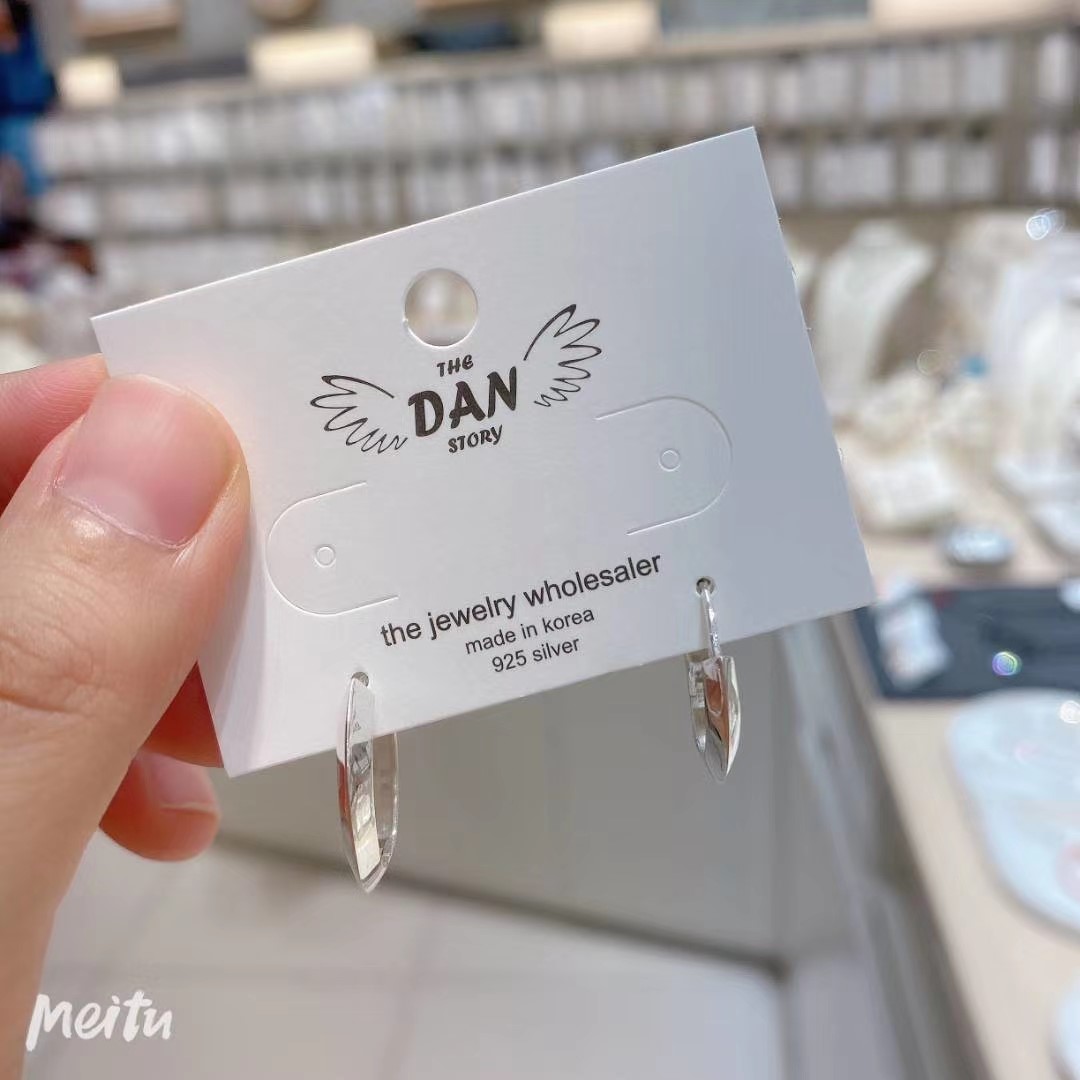 THE
DAN
STORY
the jewelry wholesaler
made in korea
925 silver
Meitu